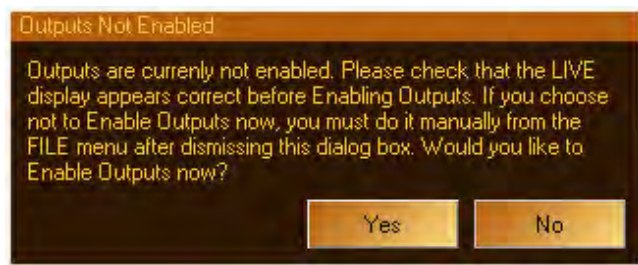 Outputs Not Enabled
Outputs are currenly not enabled. Please check that the LIVE
display appears correct before Enabling Outputs. If you choose
not to Enable Outputs now, you must do it manually from the
FILE menu after dismissing this dialog box. Would you like to
Enable Outputs now?
Yes No